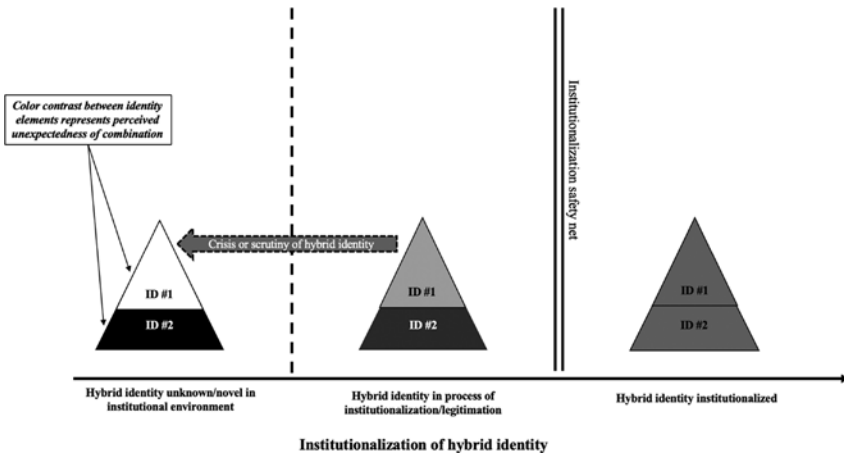 Color contrast between identity
elements represents perceived
unexpectedness of combination
Institutionalization safety net
Crisis or scrutiny of hybrid identity
ID #1
ID #2
ID #1
ID #2
ID #1
ID #2
Hybrid identity unknown/novel in
institutional environment
Hybrid identity in process of
institutionalization/legitimation
Hybrid identity institutionalized
Institutionalization of hybrid identity